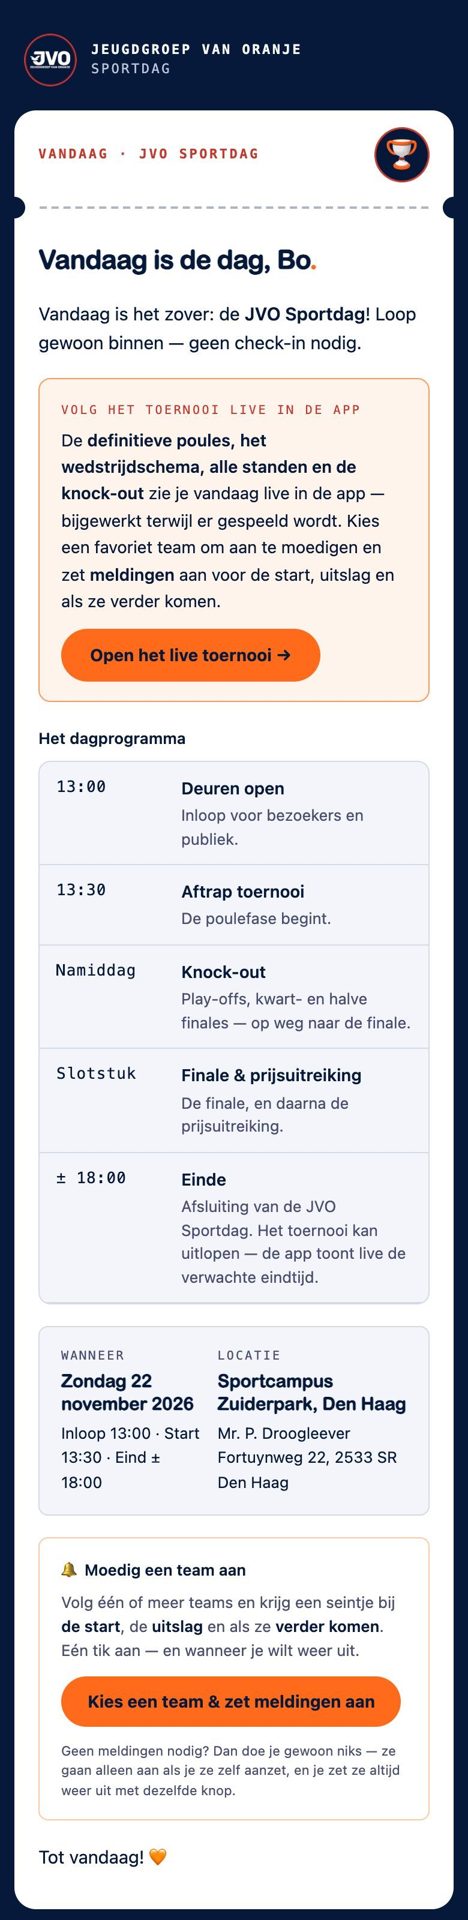 JVO
JEUGDGROEP VAN ORANJE
SPORTDAG
VANDAAG · JVO SPORTDAG
Vandaag is de dag, Bo.
Vandaag is het zover: de JVO Sportdag! Loop
gewoon binnen — geen check-in nodig.
VOLG HET TOERNOOI LIVE IN DE APP
De definitieve poules, het
wedstrijdschema, alle standen en de
knock-out zie je vandaag live in de app —
bijgewerkt terwijl er gespeeld wordt. Kies
een favoriet team om aan te moedigen en
zet meldingen aan voor de start, uitslag en
als ze verder komen.
Open het live toernooi →
Het dagprogramma
13:00 Deuren open
Inloop voor bezoekers en
publiek.
13:30 Aftrap toernooi
De poulefase begint.
Namiddag Knock-out
Play-offs, kwart- en halve
finales — op weg naar de finale.
Slotstuk Finale & prijsuitreiking
De finale, en daarna de
prijsuitreiking.
± 18:00 Einde
Afsluiting van de JVO
Sportdag. Het toernooi kan
uitlopen — de app toont live de
verwachte eindtijd.
WANNEER
Zondag 22
november 2026
Inloop 13:00 · Start
13:30 · Eind ±
18:00
LOCATIE
Sportcampus
Zuiderpark, Den Haag
Mr. P. Droogleever
Fortuynweg 22, 2533 SR
Den Haag
🔔 Moedig een team aan
Volg één of meer teams en krijg een seintje bij
de start, de uitslag en als ze verder komen.
Eén tik aan — en wanneer je wilt weer uit.
Kies een team & zet meldingen aan
Geen meldingen nodig? Dan doe je gewoon niks — ze
gaan alleen aan als je ze zelf aanzet, en je zet ze altijd
weer uit met dezelfde knop.
Tot vandaag! 🧡